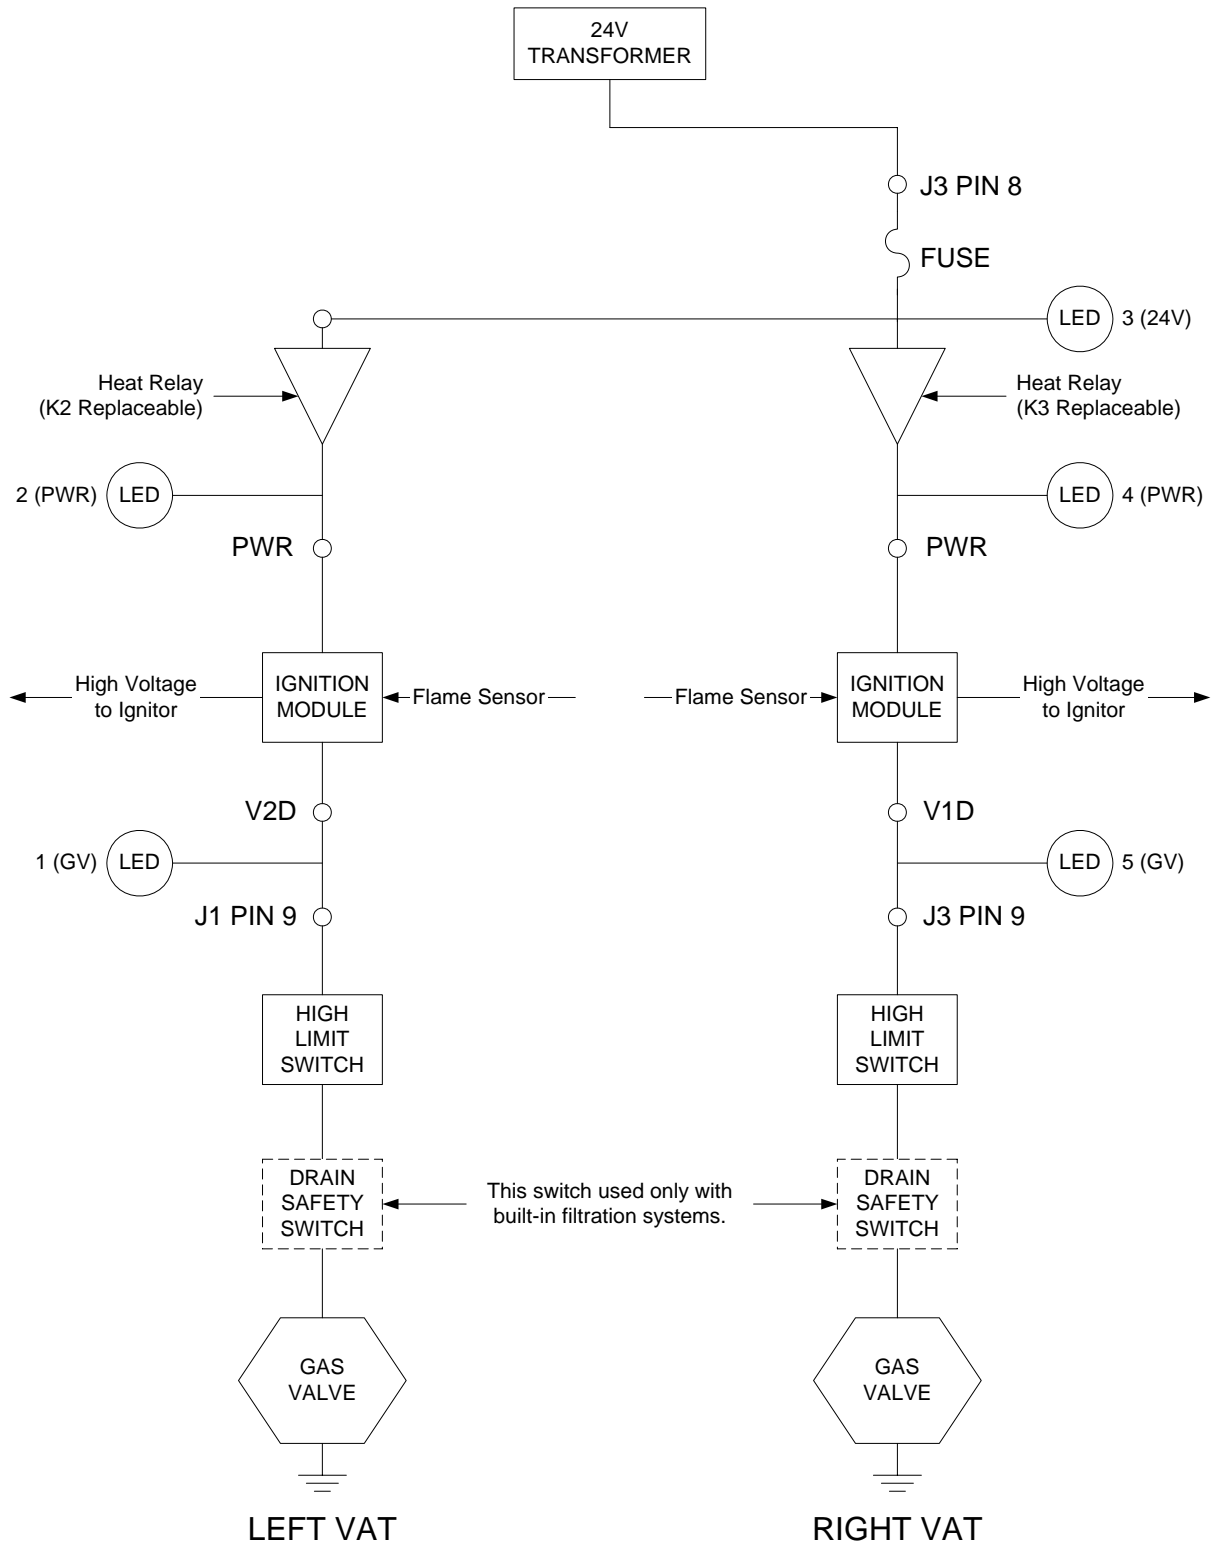 24V
TRANSFORMER
J3 PIN 8
FUSE
LED 3 (24V)
Heat Relay
(K2 Replaceable)
Heat Relay
(K3 Replaceable)
2 (PWR) LED
LED 4 (PWR)
PWR
PWR
High Voltage
to Ignitor
IGNITION
MODULE
Flame Sensor
Flame Sensor
IGNITION
MODULE
High Voltage
to Ignitor
V2D
V1D
1 (GV) LED
LED 5 (GV)
J1 PIN 9
J3 PIN 9
HIGH
LIMIT
SWITCH
HIGH
LIMIT
SWITCH
DRAIN
SAFETY
SWITCH
This switch used only with
built-in filtration systems.
DRAIN
SAFETY
SWITCH
GAS
VALVE
GAS
VALVE
LEFT VAT
RIGHT VAT